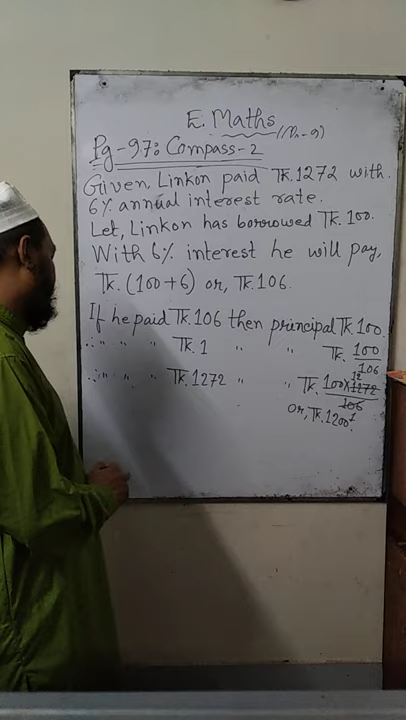 E. Maths
Pg-97: Compass-2
Given, Linkon paid Tk. 1272 with
6% annual interest rate.
Let, Linkon has borrowed Tk. 100.
With 6% interest he will pay,
Tk. (100+6) or, Tk. 106.
If he paid Tk. 106 then principal Tk. 100.
∴ " " " Tk. 1 " " Tk. 100/106
∴ " " " Tk. 1272 " " Tk. 100×1272/106
12
1
Or, Tk. 1200.